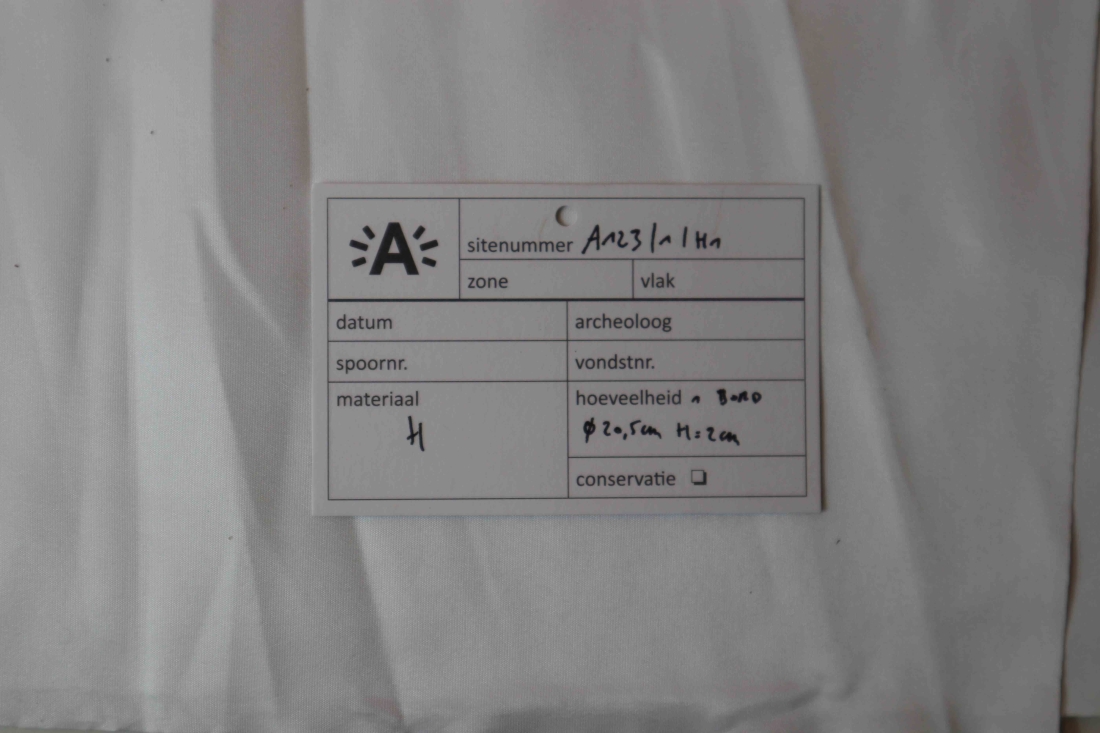 A
sitenummer A123/1/H1
zone vlak
datum archeoloog
spoornr. vondstnr.
materiaal hoeveelheid 1 BORD
H ϕ 20,5cm H=2cm
conservatie